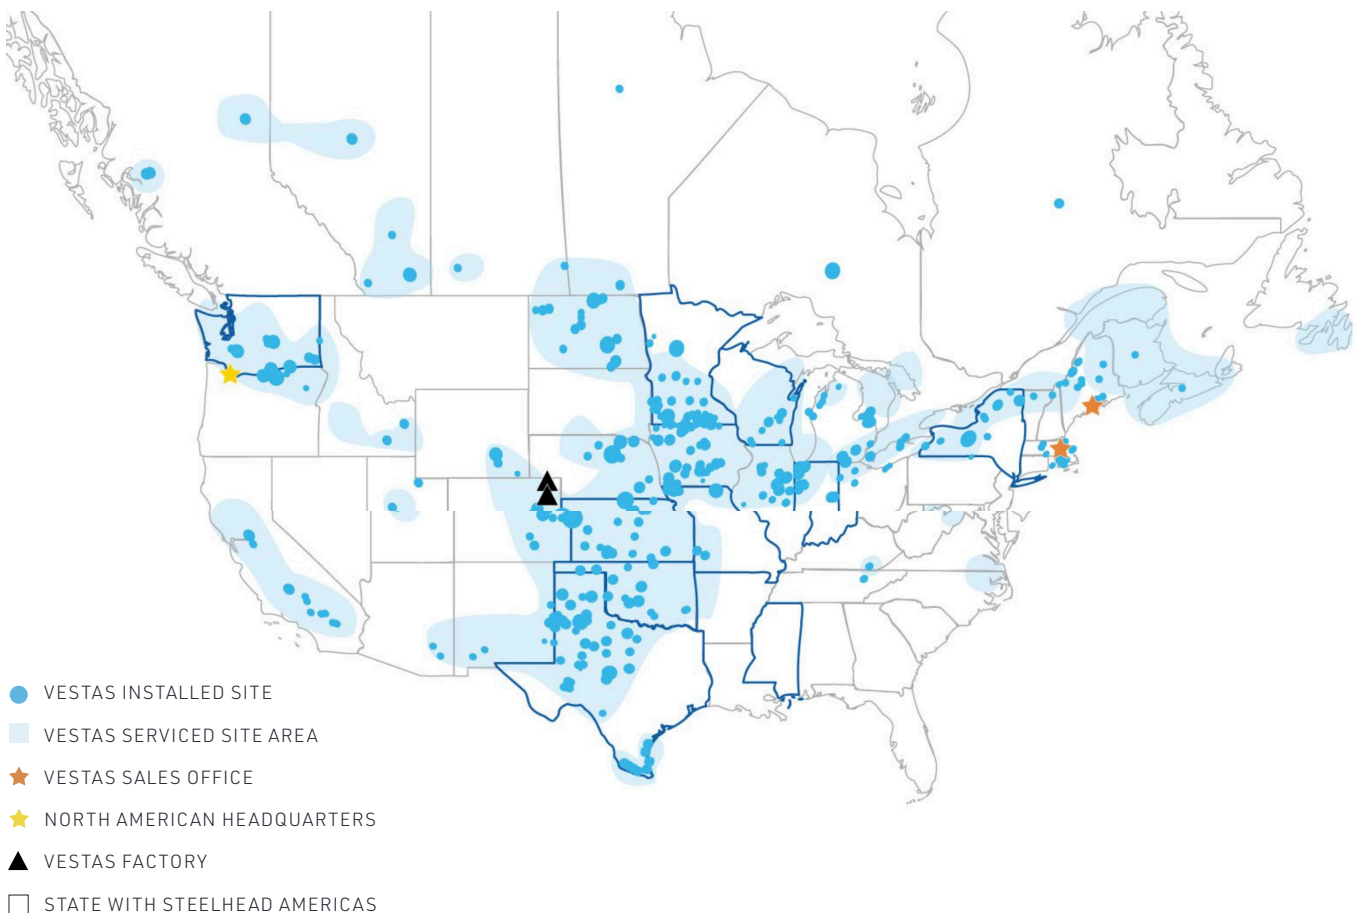 VESTAS INSTALLED SITE
VESTAS SERVICED SITE AREA
VESTAS SALES OFFICE
NORTH AMERICAN HEADQUARTERS
VESTAS FACTORY
STATE WITH STEELHEAD AMERICAS